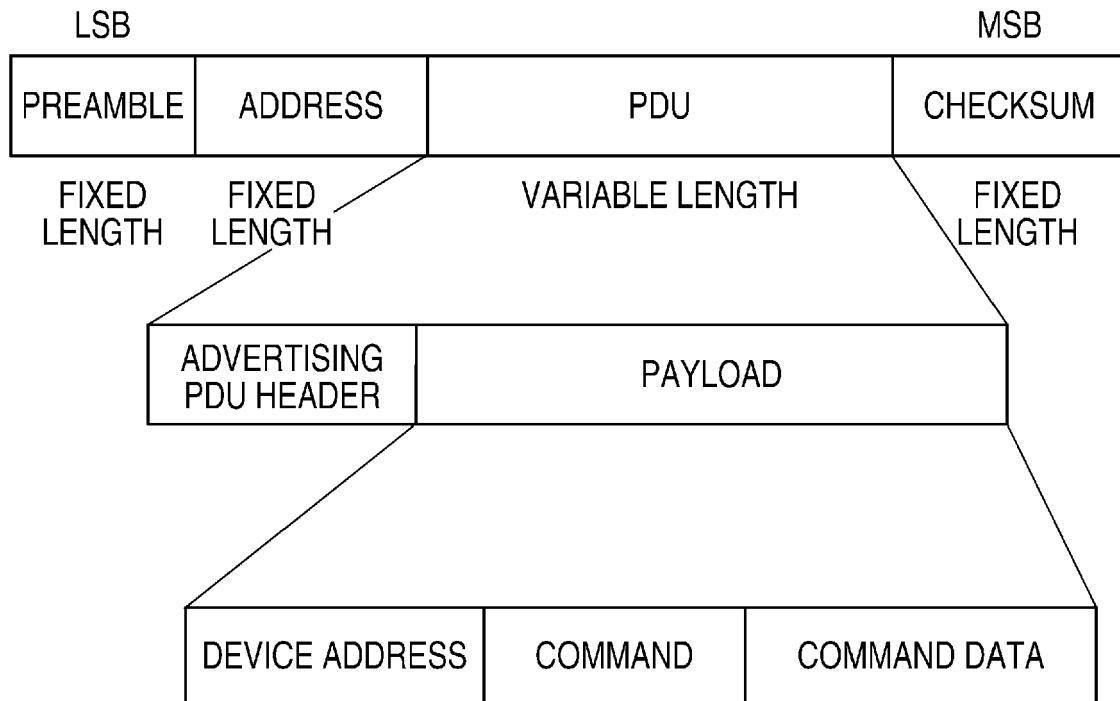 LSB MSB
PREAMBLE ADDRESS PDU CHECKSUM
FIXED LENGTH FIXED LENGTH VARIABLE LENGTH FIXED LENGTH
ADVERTISING PDU HEADER PAYLOAD
DEVICE ADDRESS COMMAND COMMAND DATA